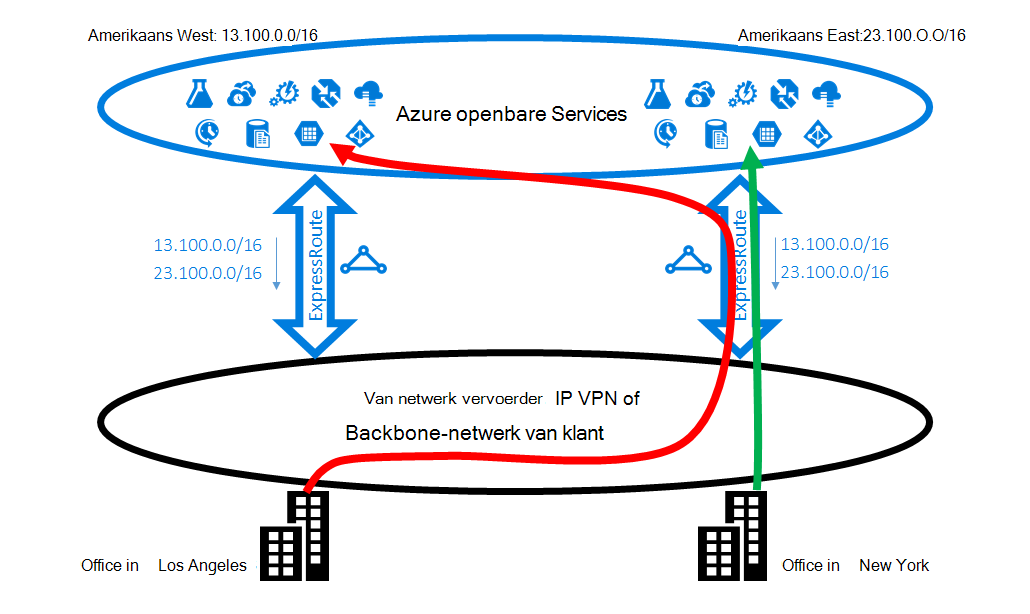 Amerikaans West: 13.100.0.0/16
Amerikaans East:23.100.O.O/16
Azure openbare Services
ExpressRoute
13.100.0.0/16
23.100.0.0/16
ExpressRoute
13.100.0.0/16
23.100.0.0/16
Van netwerk vervoerder IP VPN of
Backbone-netwerk van klant
Office in Los Angeles
Office in New York